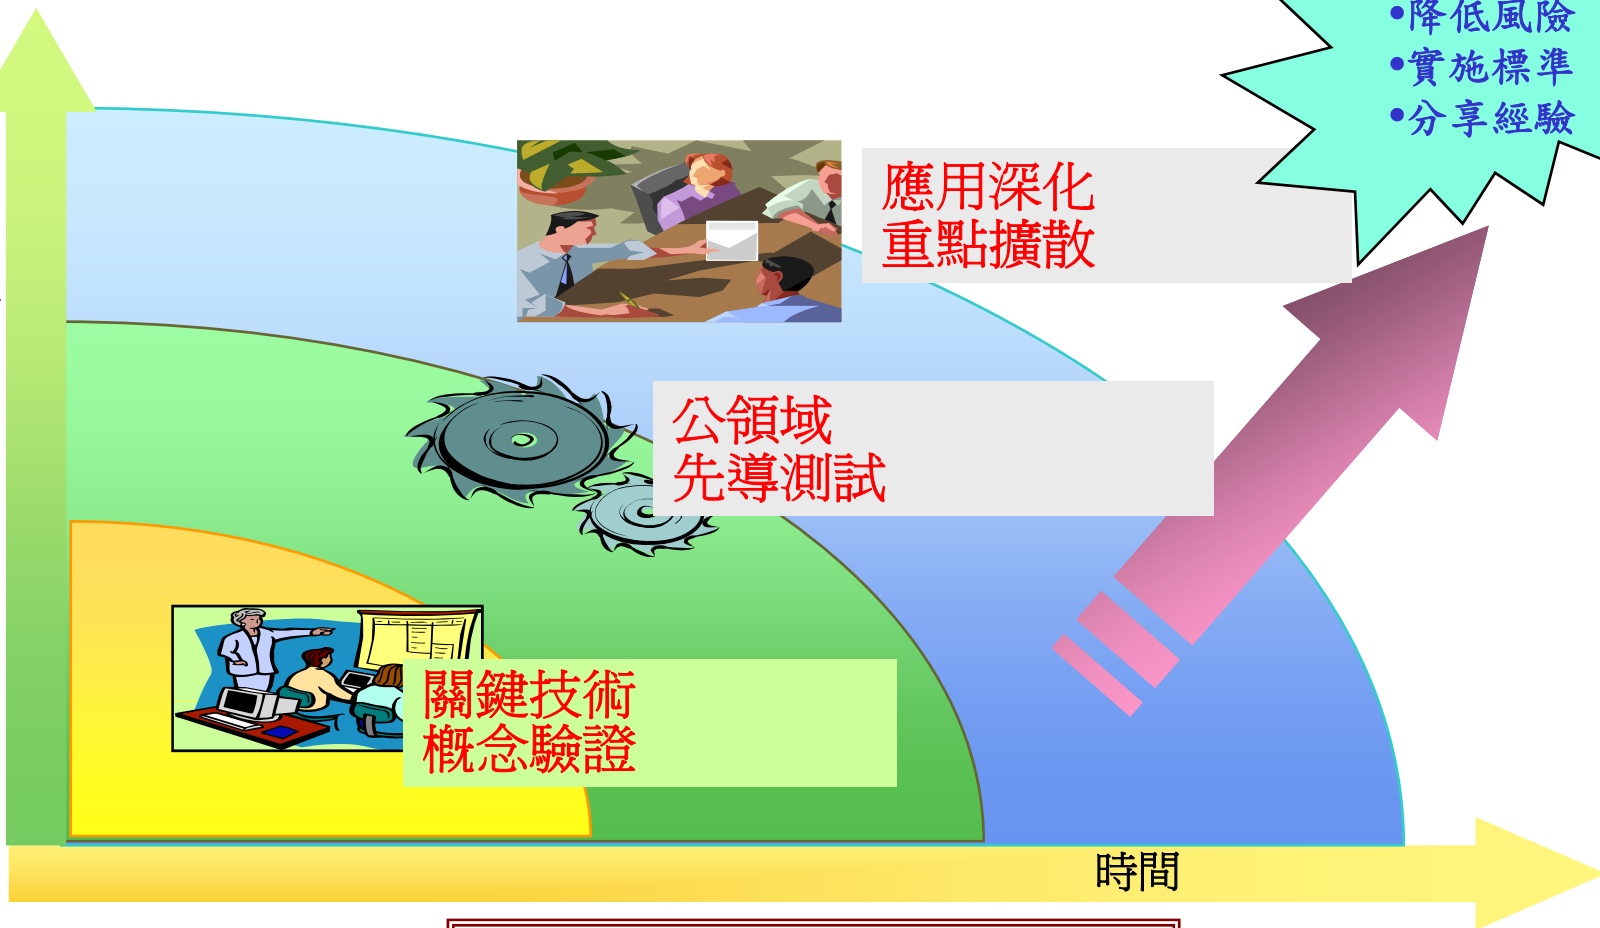 •降低風險
•實施標準
•分享經驗
應用深化
重點擴散
公領域
先導測試
關鍵技術
概念驗證
時間